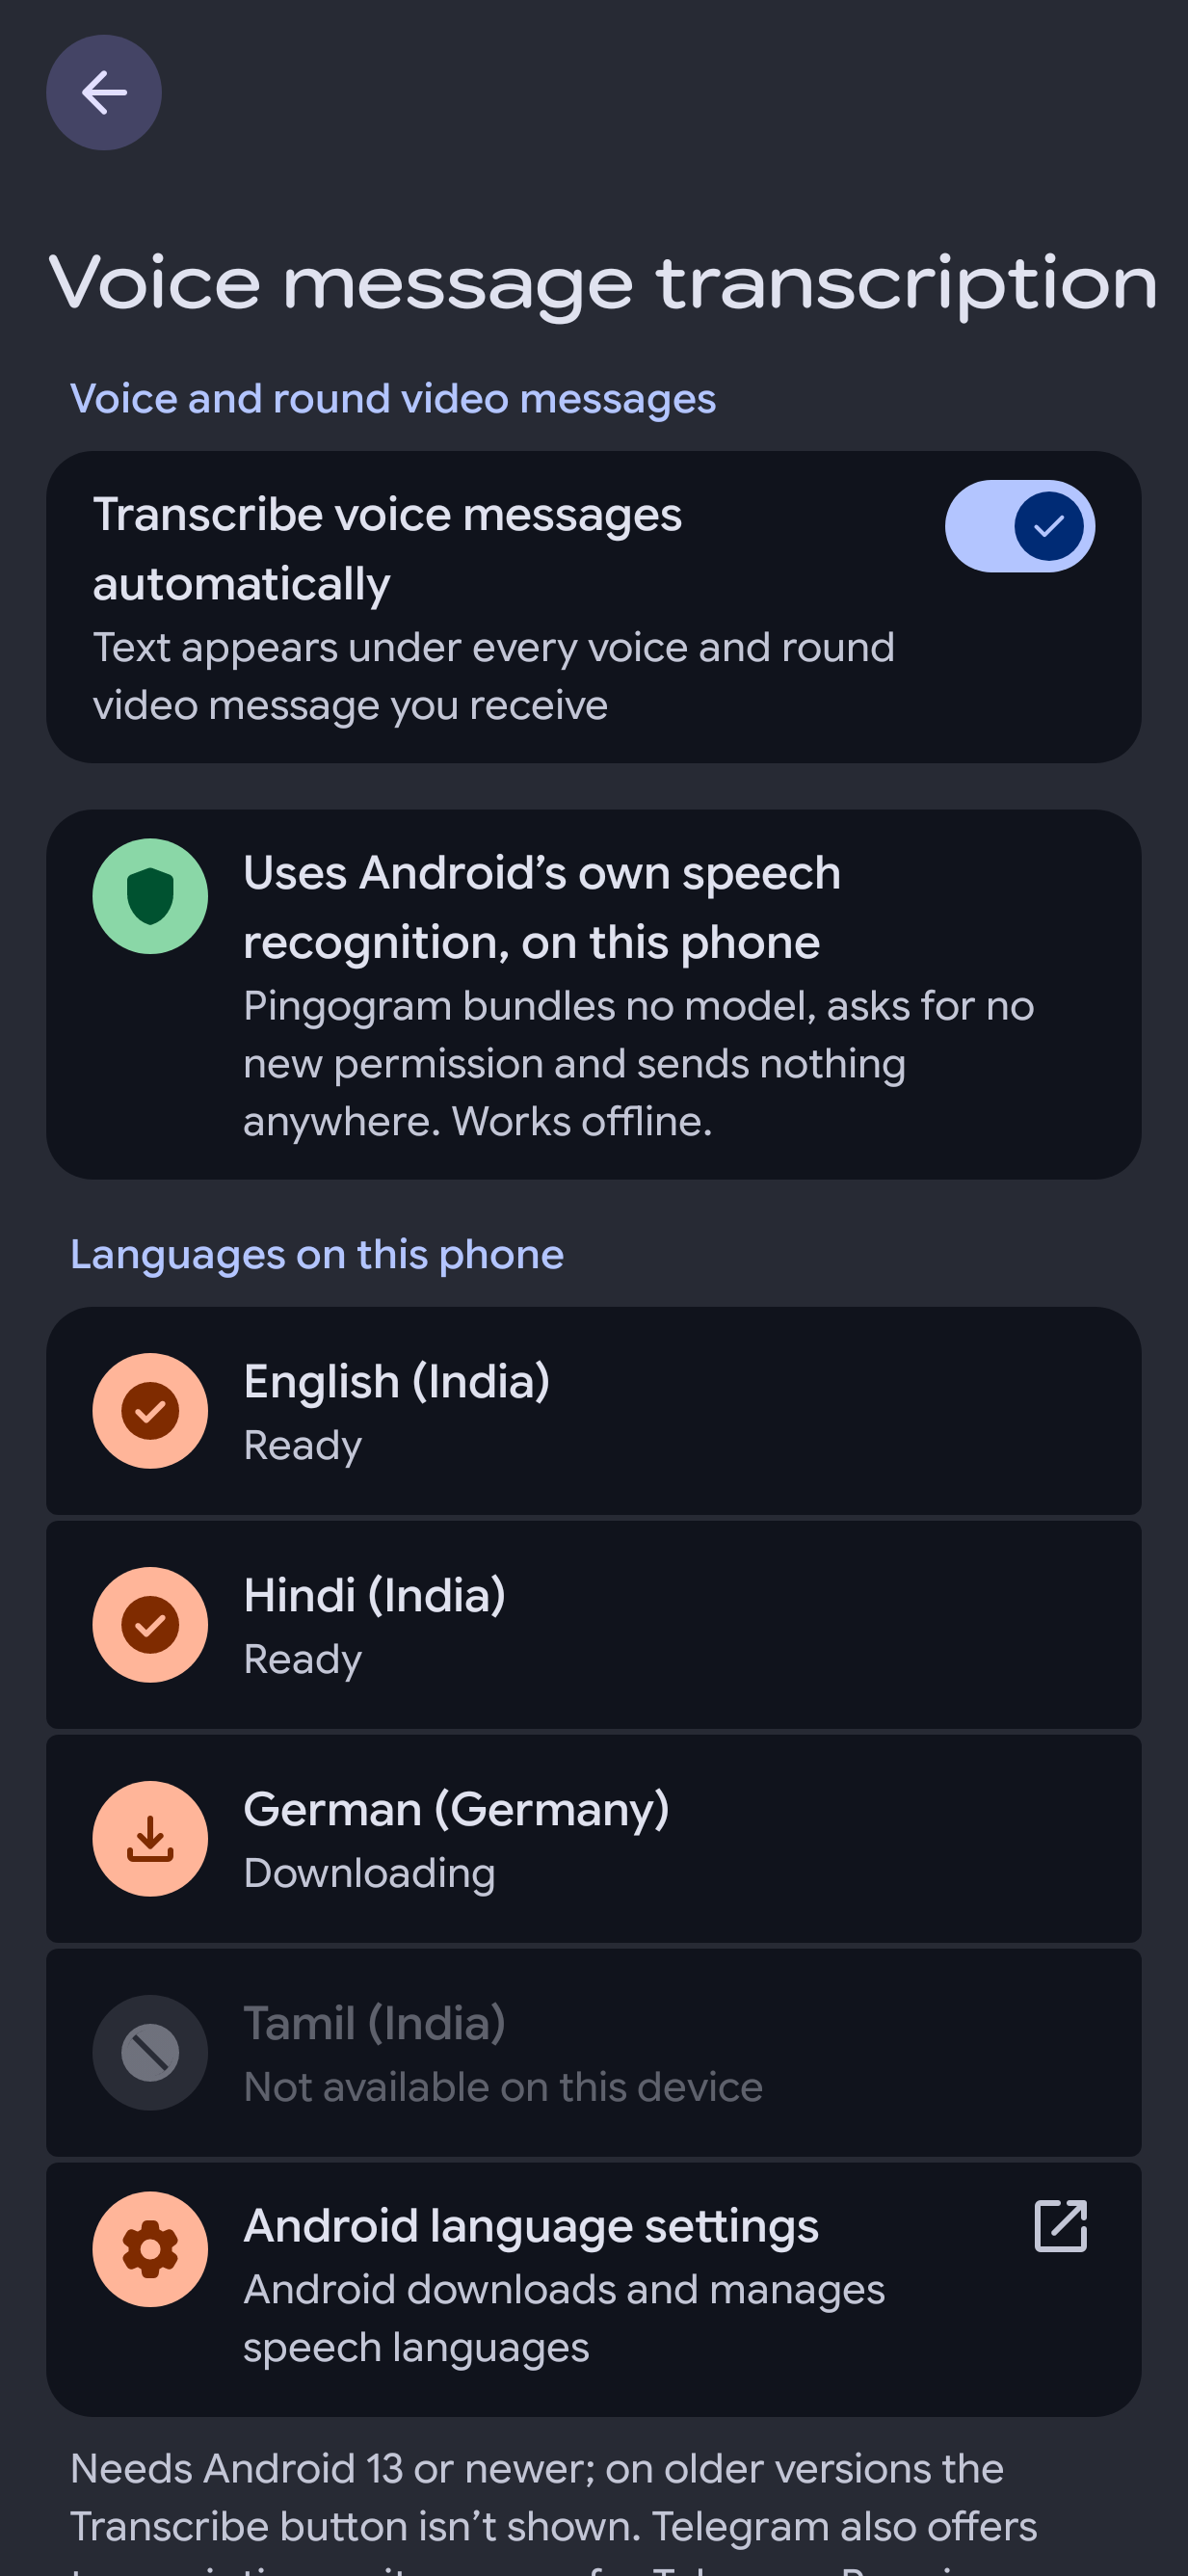 Voice message transcription
Voice and round video messages
Transcribe voice messages
automatically
Text appears under every voice and round
video message you receive
Uses Android’s own speech
recognition, on this phone
Pingogram bundles no model, asks for no
new permission and sends nothing
anywhere. Works offline.
Languages on this phone
English (India)
Ready
Hindi (India)
Ready
German (Germany)
Downloading
Tamil (India)
Not available on this device
Android language settings
Android downloads and manages
speech languages
Needs Android 13 or newer; on older versions the
Transcribe button isn’t shown. Telegram also offers